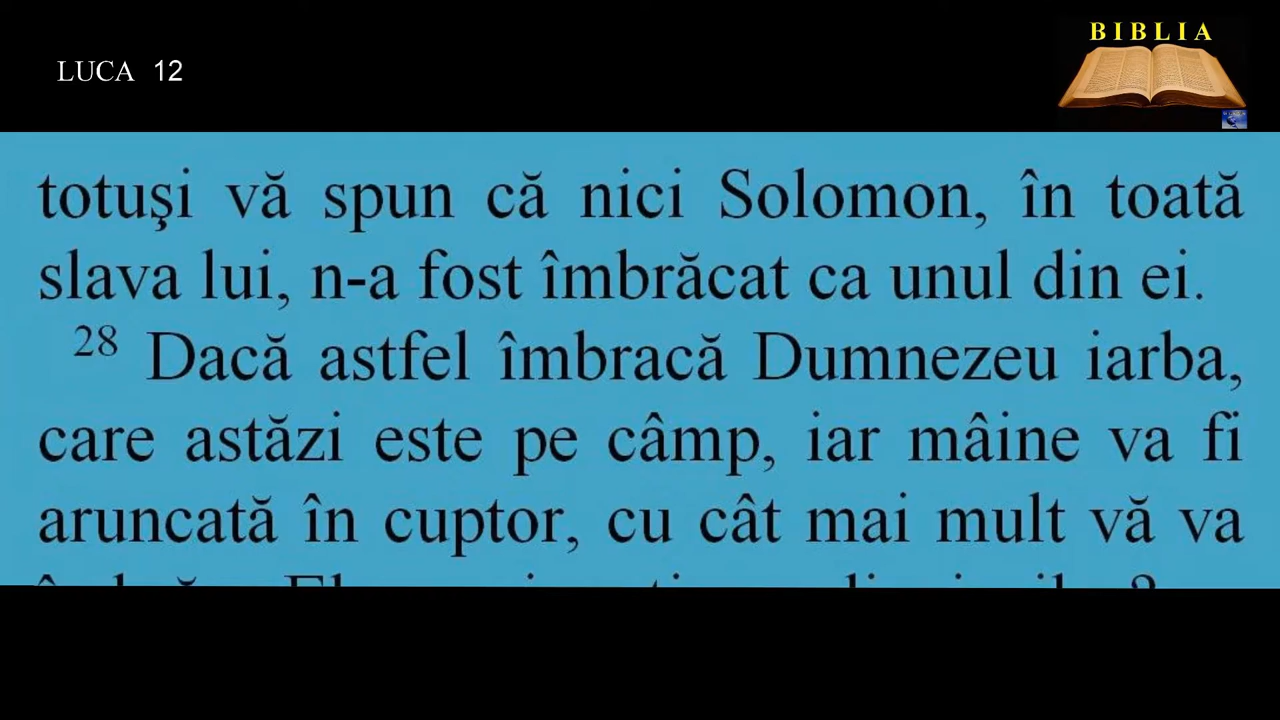 BIBLIA
LUCA 12
totuşi vă spun că nici Solomon, în toată
slava lui, n-a fost îmbrăcat ca unul din ei.
28 Dacă astfel îmbracă Dumnezeu iarba,
care astăzi este pe câmp, iar mâine va fi
aruncată în cuptor, cu cât mai mult vă va